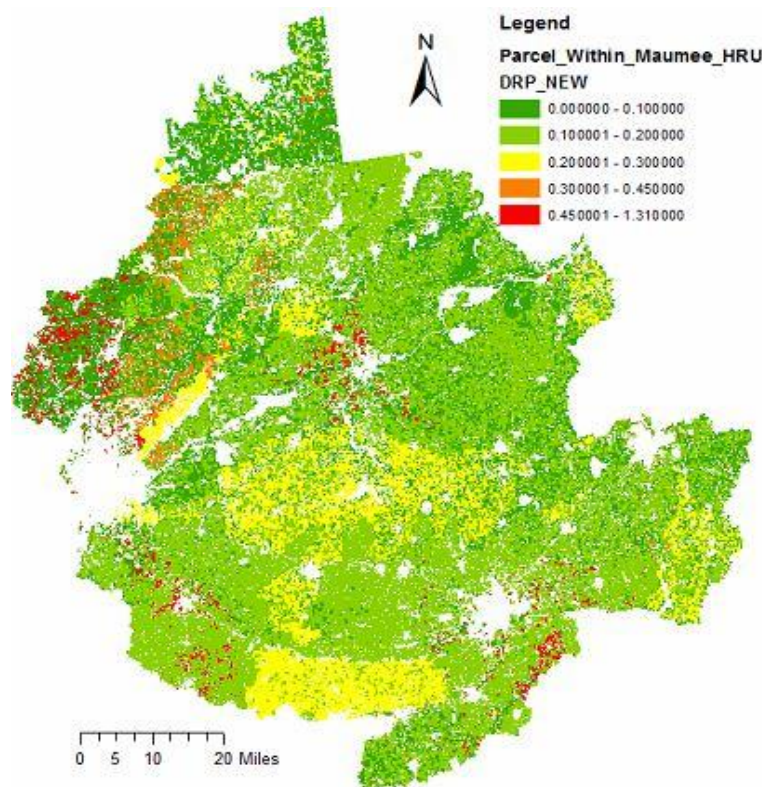 Legend
N
Parcel_Within_Maumee_HRU
DRP_NEW
0.000000 - 0.100000
0.100001 - 0.200000
0.200001 - 0.300000
0.300001 - 0.450000
0.450001 - 1.310000
0 5 10 20 Miles